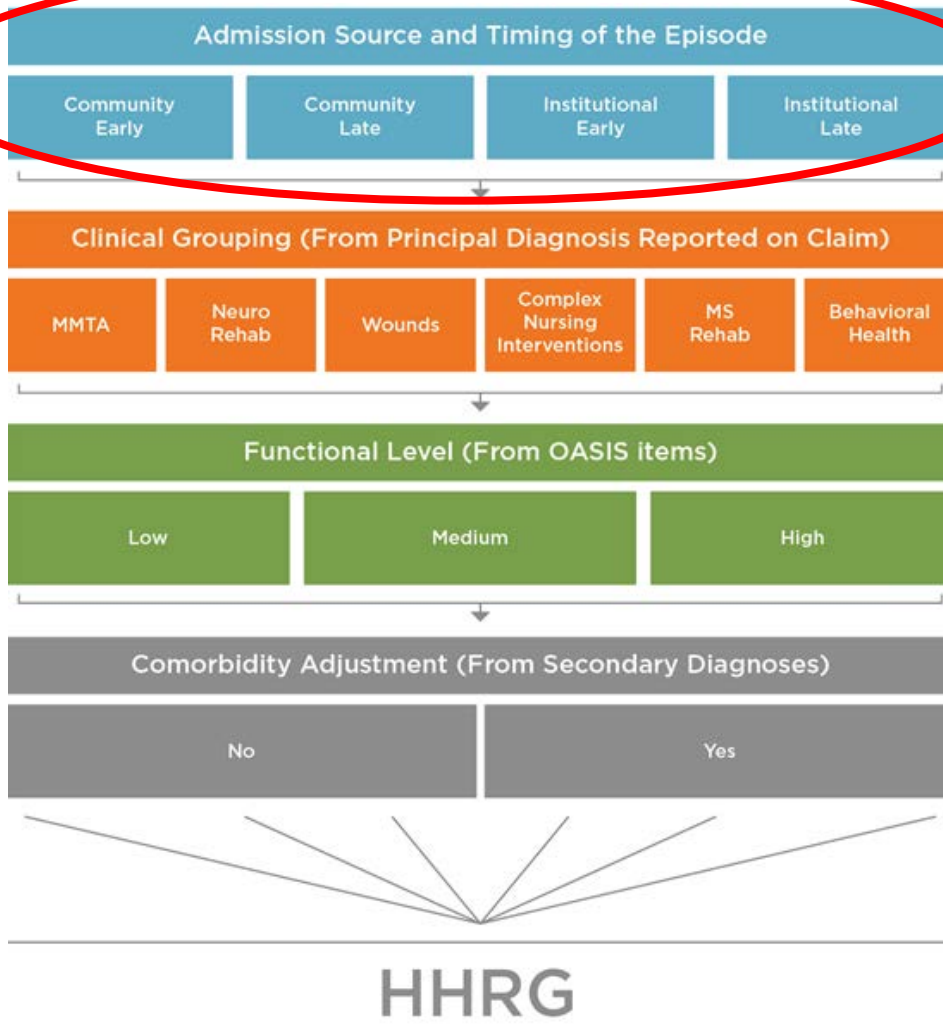 Admission Source and Timing of the Episode
Community
Early
Community
Late
Institutional
Early
Institutional
Late
Clinical Grouping (From Principal Diagnosis Reported on Claim)
MMTA
Neuro
Rehab
Wounds
Complex
Nursing
Interventions
MS
Rehab
Behavioral
Health
Functional Level (From OASIS items)
Low
Medium
High
Comorbidity Adjustment (From Secondary Diagnoses)
No
Yes
HHRG